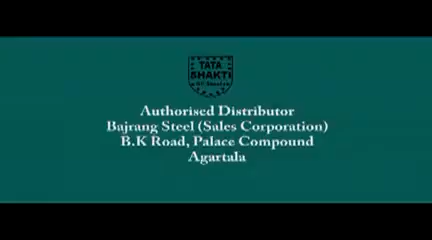 TATA
SHAKTI
Authorised Distributor
Bajrang Steel (Sales Corporation)
B.K Road, Palace Compound
Agartala